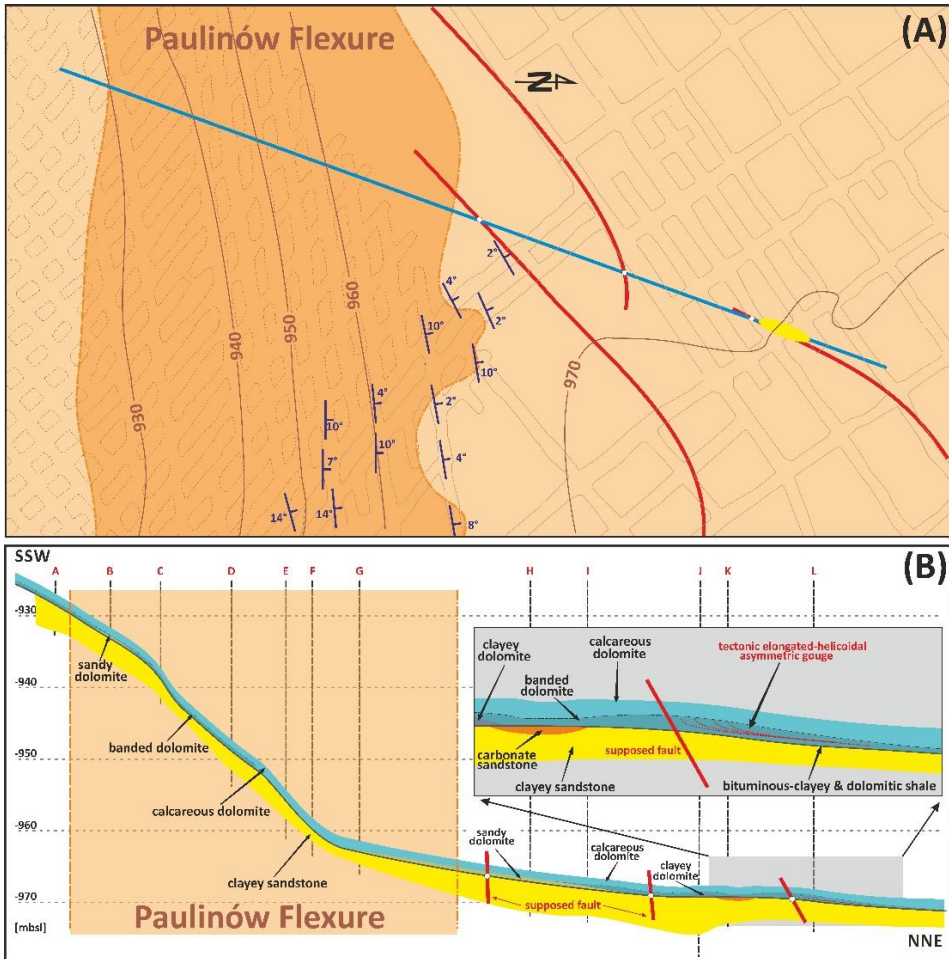 Paulinów Flexure
(A)
N
960
950
940
930
970
2°
4°
2°
10°
10°
4°
2°
10°
10°
4°
7°
14°
14°
8°
SSW
(B)
A
B
C
D
E
F
G
H
I
J
K
L
-930
-940
-950
-960
-970
[mbsl]
sandy
dolomite
banded dolomite
calcareous dolomite
clayey sandstone
Paulinów Flexure
clayey
dolomite
calcareous
dolomite
tectonic elongated-helicoidal
asymmetric gouge
banded
dolomite
carbonate
sandstone
supposed fault
clayey sandstone
bituminous-clayey & dolomitic shale
sandy
dolomite
calcareous
dolomite
clayey
dolomite
supposed fault
NNE